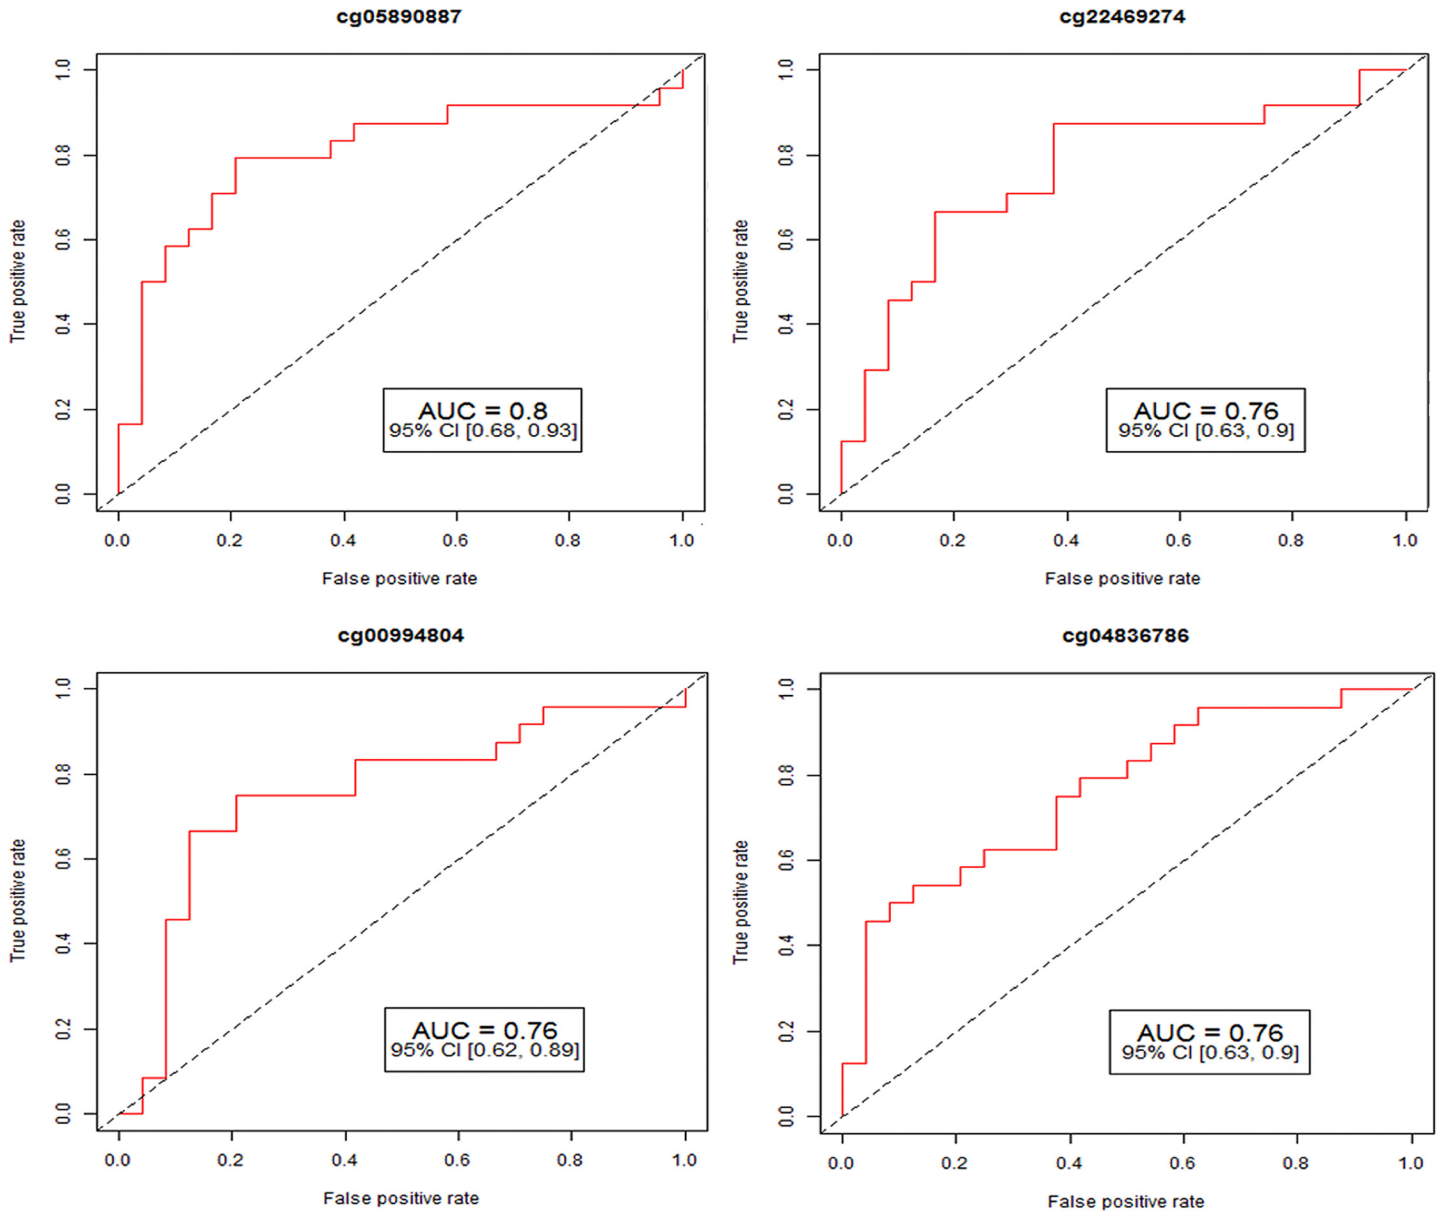 cg05890887
1.0
0.8
0.6
0.4
0.2
0.0
True positive rate
AUC = 0.8
95% CI [0.68, 0.93]
0.0 0.2 0.4 0.6 0.8 1.0
False positive rate
cg22469274
1.0
0.8
0.6
0.4
0.2
0.0
True positive rate
AUC = 0.76
95% CI [0.63, 0.9]
0.0 0.2 0.4 0.6 0.8 1.0
False positive rate
cg00994804
1.0
0.8
0.6
0.4
0.2
0.0
True positive rate
AUC = 0.76
95% CI [0.62, 0.89]
0.0 0.2 0.4 0.6 0.8 1.0
False positive rate
cg04836786
1.0
0.8
0.6
0.4
0.2
0.0
True positive rate
AUC = 0.76
95% CI [0.63, 0.9]
0.0 0.2 0.4 0.6 0.8 1.0
False positive rate